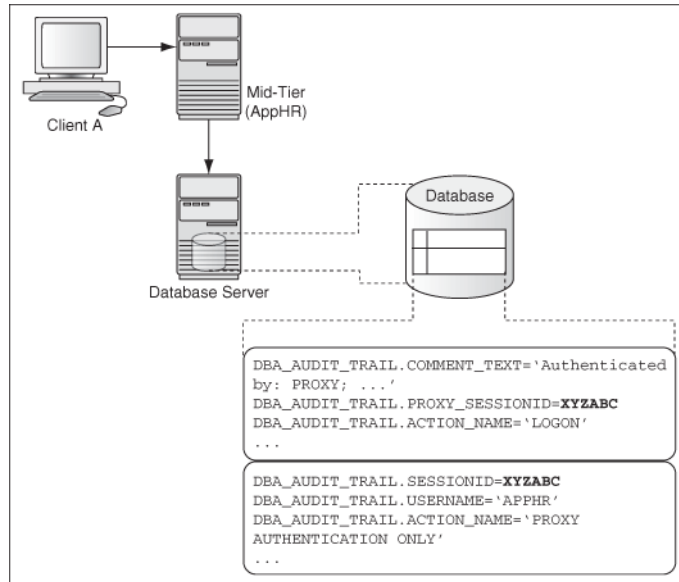 Client A
Mid-Tier
(AppHR)
Database Server
Database
DBA_AUDIT_TRAIL.COMMENT_TEXT=‘Authenticated
by: PROXY; ...’
DBA_AUDIT_TRAIL.PROXY_SESSIONID=XYZABC
DBA_AUDIT_TRAIL.ACTION_NAME=‘LOGON’
...
DBA_AUDIT_TRAIL.SESSIONID=XYZABC
DBA_AUDIT_TRAIL.USERNAME=‘APPHR’
DBA_AUDIT_TRAIL.ACTION_NAME=‘PROXY
AUTHENTICATION ONLY’
...